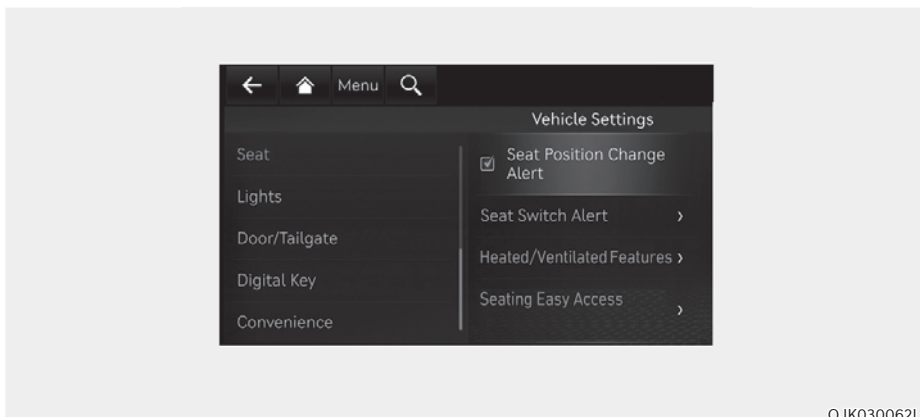 Menu
Vehicle Settings
Seat
Lights
Door/Tailgate
Digital Key
Convenience
Seat Position Change
Alert
Seat Switch Alert
Heated/Ventilated Features
Seating Easy Access